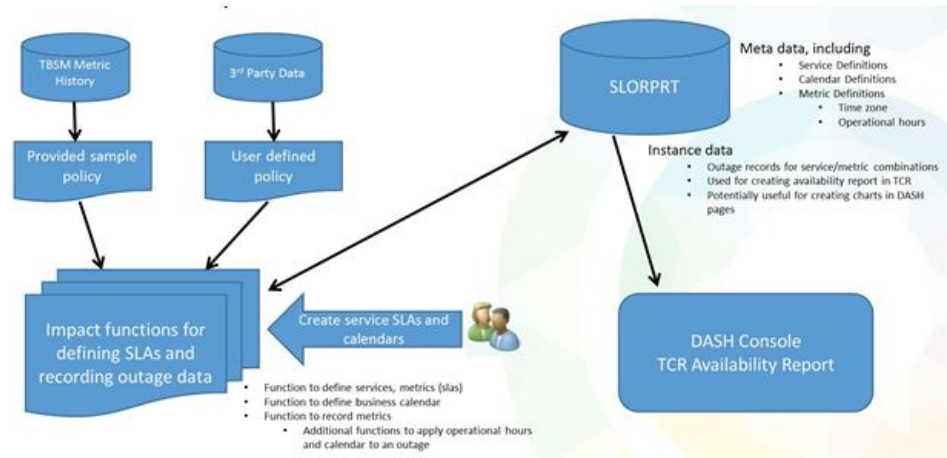 TBSM Metric
History
3rd Party Data
Provided sample
policy
User defined
policy
SLORPRT
Meta data, including
• Service Definitions
• Calendar Definitions
• Metric Definitions
• Time zone
• Operational hours
Instance data
• Outage records for service/metric combinations
• Used for creating availability report in TCR
• Potentially useful for creating charts in DASH
pages
Impact functions for
defining SLAs and
recording outage data
Create service SLAs and
calendars
• Function to define services, metrics (slas)
• Function to define business calendar
• Function to record metrics
• Additional functions to apply operational hours
and calendar to an outage
DASH Console
TCR Availability Report